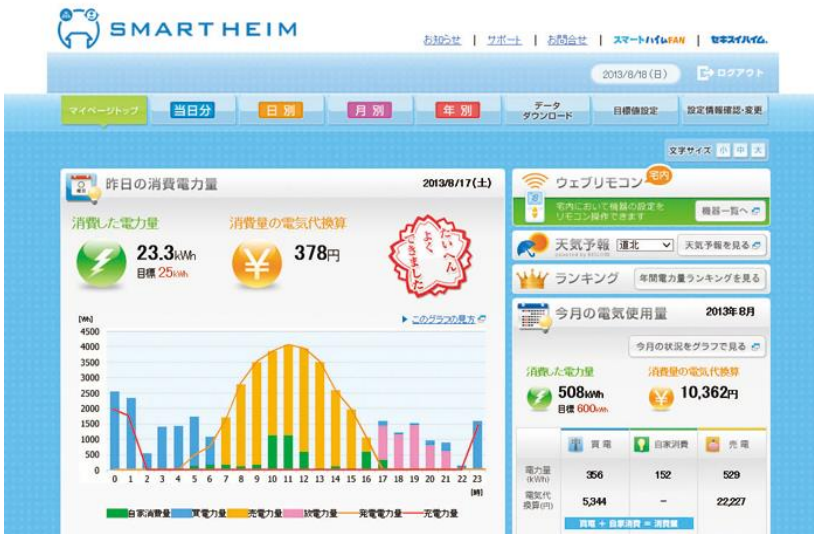 SMART HEIM
お知らせ | サポート | お問合せ | スマートハイムFAN | セキスイハイム.
2013/8/18(日) ログアウト
マイページトップ 当日分 日別 月別 年別 データダウンロード 目標値設定 設定情報確認・変更
文字サイズ 小 中 大
昨日の消費電力量 2013/8/17(土)
消費した電力量 消費量の電気代換算
23.3kWh
目標 25kWh
378円
たいへん
よく
できました
このグラフの見方
[Wh]
4500
4000
3500
3000
2500
2000
1500
1000
500
0
0 1 2 3 4 5 6 7 8 9 10 11 12 13 14 15 16 17 18 19 20 21 22 23
[時]
自家消費量 買電力量 売電力量 放電力量 発電電力量 充電力量
ウェブリモコン 宅内
宅内において機器の設定を
リモコン操作できます
機器一覧へ
天気予報 道北 天気予報を見る
ランキング 年間電力量ランキングを見る
今月の電気使用量 2013年8月
今月の状況をグラフで見る
消費した電力量 消費量の電気代換算
508kWh
目標 600kWh
10,362円
買電 自家消費 売電
電力量
(kWh)
356 152 529
電気代
換算(円)
5,344 - 22,227
買電 + 自家消費 = 消費量